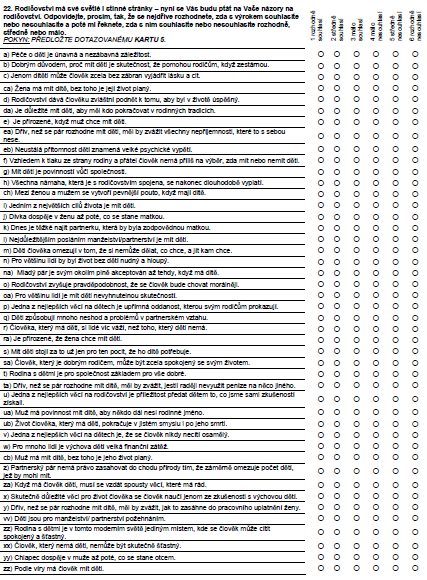 22. Rodičovství má své světlé i stinné stránky – nyní se Vás budu ptát na Vaše názory na
rodičovství. Odpovídejte, prosím, tak, že se nejdříve rozhodnete, zda s výrokem souhlasíte
nebo nesouhlasíte a poté mi řeknete, zda s ním souhlasíte nebo nesouhlasíte rozhodně,
středně nebo málo.
POKYN: PŘEDLOŽTE DOTAZOVANÉMU KARTU 5.
1 rozhodně souhlasí
2 středně souhlasí
3 málo souhlasí
4 málo nesouhlasí
5 středně nesouhlasí
6 rozhodně nesouhlasí
a) Péče o děti je únavná a nezábavná záležitost.
b) Dobrým důvodem, proč mít děti je skutečnost, že pomohou rodičům, když zestárnou.
c) Jenom dítěti může člověk zcela bez zábran vyjádřit lásku a cit.
ca) Žena má mít dítě, bez toho je její život planý.
d) Rodičovství dává člověku zvláštní podnět k tomu, aby byl v životě úspěšný.
da) Je důležité mít děti, aby měl kdo pokračovat v rodinných tradicích.
e) Je přirozené, když muž chce mít děti.
ea) Dřív, než se pár rozhodne mít děti, měl by zvážit všechny nepříjemnosti, které to s sebou
nese.
eb) Neustálá přítomnost dětí znamená velké psychické vypětí.
f) Vzhledem k tlaku ze strany rodiny a přátel člověk nemá příliš na výběr, zda mít nebo nemít děti.
g) Mít děti je povinností vůči společnosti.
h) Všechna námaha, která je s rodičovstvím spojena, se nakonec dlouhodobě vyplatí.
ch) Mezi ženou a mužem se vytvoří pevnější pouto, když mají dítě.
i) Jedním z největších cílů života je mít děti.
j) Dívka dospěje v ženu až poté, co se stane matkou.
k) Dnes je těžké najít partnerku, která by byla zodpovědnou matkou.
l) Nejdůležitějším posláním manželství/partnerství je mít děti.
m) Děti člověka omezují v tom, že si nemůže dělat, co chce, a jít kam chce.
n) Pro většinu lidí by byl život bez dětí nudný a hloupý.
na) Mladý pár je svým okolím plně akceptován až tehdy, když má dítě.
o) Rodičovství zvyšuje pravděpodobnost, že se člověk bude chovat morálněji.
oa) Pro většinu lidí je mít děti nevyhnutelnou skutečností.
p) Jedna z nejlepších věcí na dětech je upřímná oddanost, kterou svým rodičům prokazují.
q) Děti způsobují mnoho neshod a problémů v partnerském vztahu.
r) Člověka, který má děti, si lidé víc váží, než toho, který děti nemá.
ra) Je přirozené, že žena chce mít děti.
s) Mít děti stojí za to už jen pro ten pocit, že ho dítě potřebuje.
sa) Člověk, který je dobrým rodičem, může být zcela spokojený se svým životem.
t) Rodina s dětmi je pro společnost základem pro vše dobré.
ta) Dřív, než se pár rozhodne mít dítě, měl by zvážit, jestli raději nevyužít peníze na něco jiného.
u) Jedna z nejlepších věcí na rodičovství je příležitost předat dětem to, co jsme sami zkušenosti
získali.
ua) Muž má povinnost mít dítě, aby někdo dál nesl rodinné jméno.
ub) Život člověka, který má děti, pokračuje v jistém smyslu i po jeho smrti.
v) Jedna z nejlepších věcí na dětech je, že se člověk nikdy necítí osamělý.
w) Pro mnoho lidí je výchova dětí velká finanční zátěž.
cb) Muž má mít dítě, bez toho je jeho život planý.
z) Partnerský pár nemá právo zasahovat do chodu přírody tím, že záměrně omezuje počet dětí,
jež by mohl mít.
za) Když má člověk děti, musí se vzdát spousty věcí, které má rád.
x) Skutečně důležité věci pro život člověka se naučí jenom ze zkušeností s výchovou dětí.
y) Dřív, než se pár rozhodne mít dítě, měl by zvážit, jak to zasáhne do pracovního uplatnění ženy.
vv) Děti jsou pro manželství/ partnerství požehnáním.
zz) Rodina s dětmi je v tomto moderním světě jediným místem, kde se člověk může cítit
spokojený a šťastný.
xx) Člověk, který nemá děti, nemůže být skutečně šťastný.
yy) Chlapec dospěje v muže až poté, co se stane otcem.
zz) Podle víry má člověk mít děti.